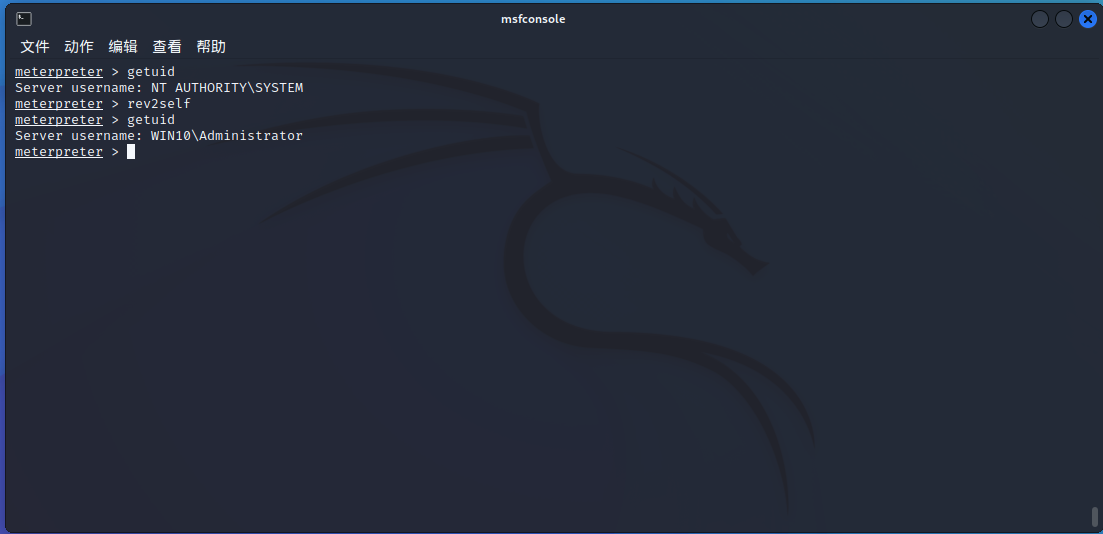 msfconsole
文件 动作 编辑 查看 帮助
meterpreter > getuid
Server username: NT AUTHORITY\SYSTEM
meterpreter > rev2self
meterpreter > getuid
Server username: WIN10\Administrator
meterpreter >